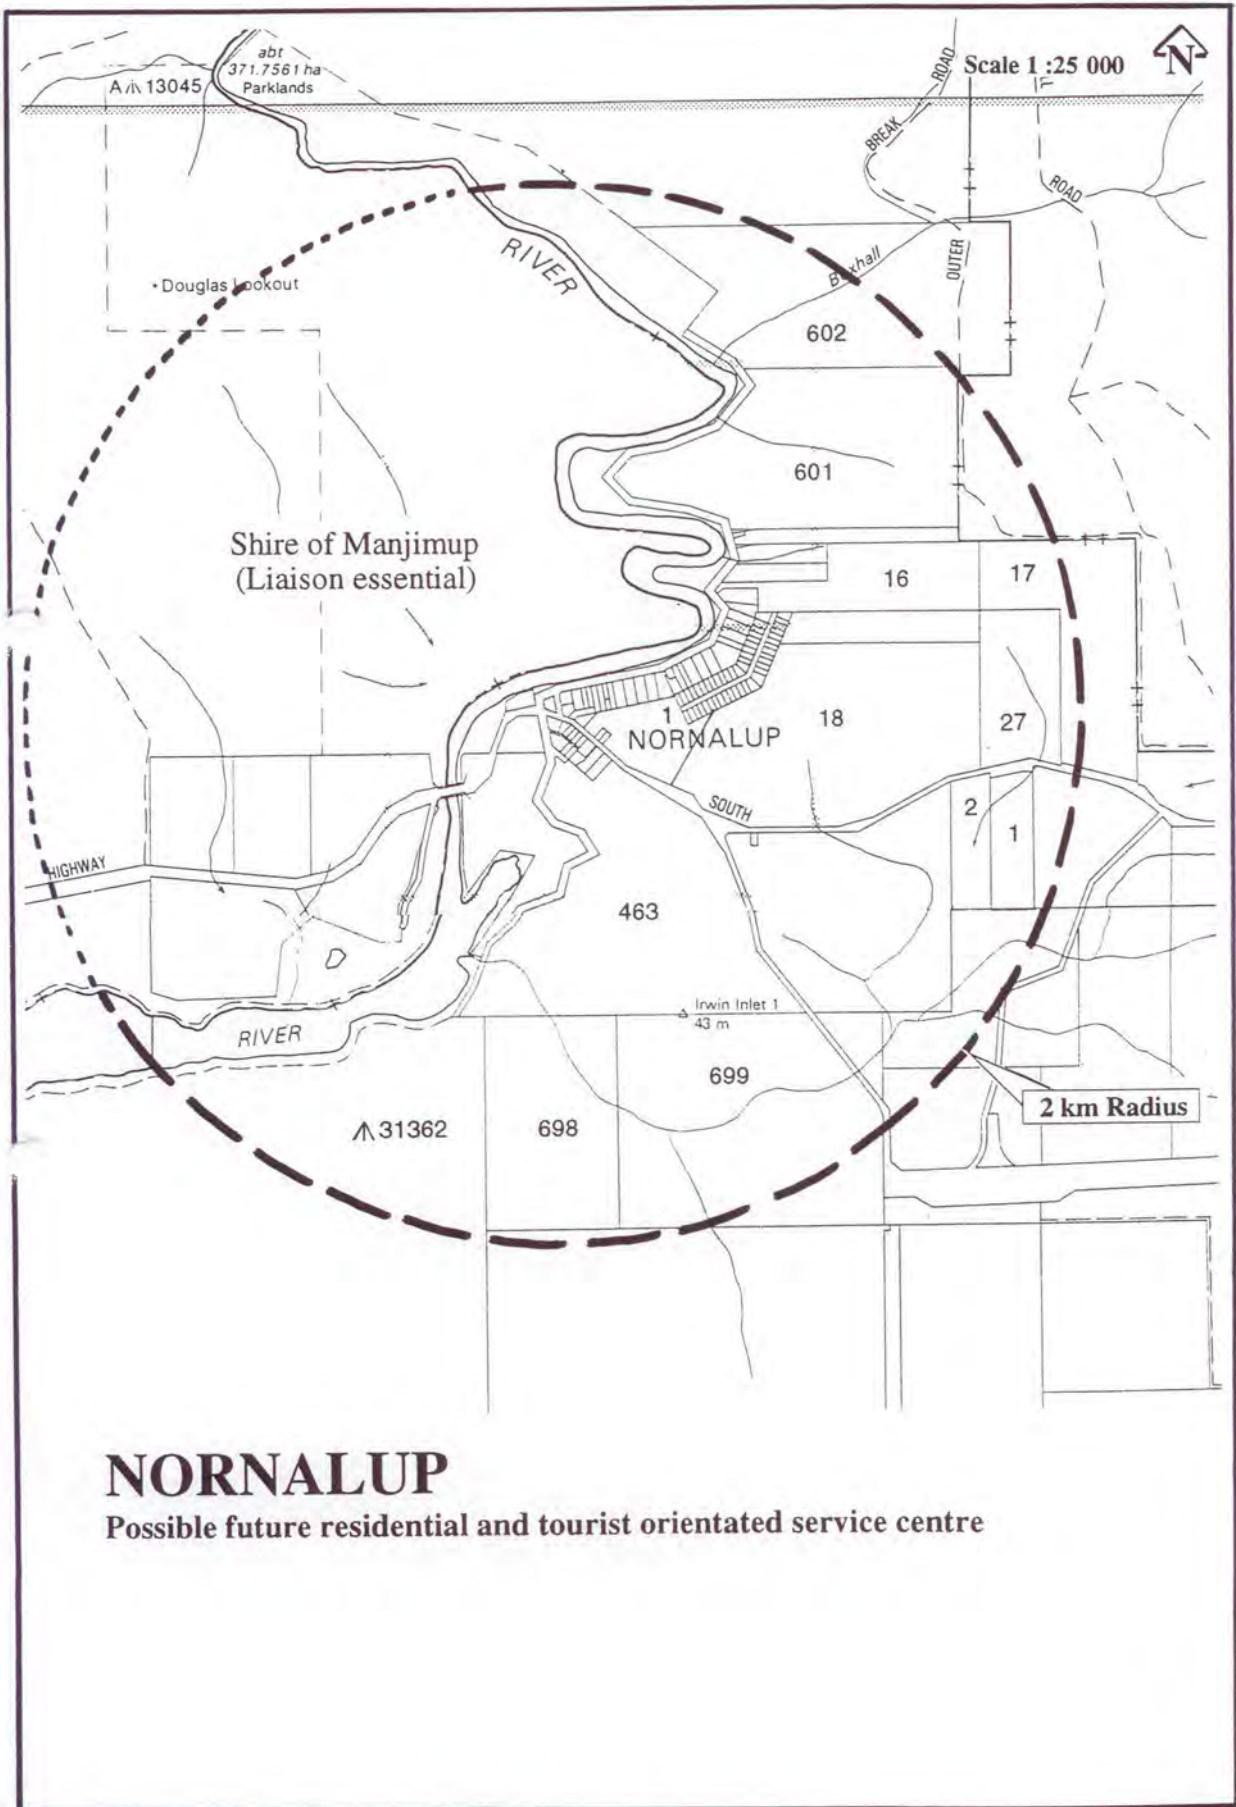 abt
371.7561 ha
Parklands
A 13045
Scale 1 :25 000
N
BREAK ROAD
ROAD
RIVER
Douglas Lookout
OUTER
602
601
Shire of Manjimup
(Liaison essential)
16
17
1
18
NORNALUP
27
SOUTH
2
1
HIGHWAY
463
Irwin Inlet 1
43 m
RIVER
699
2 km Radius
31362
698
NORNALUP
Possible future residential and tourist orientated service centre